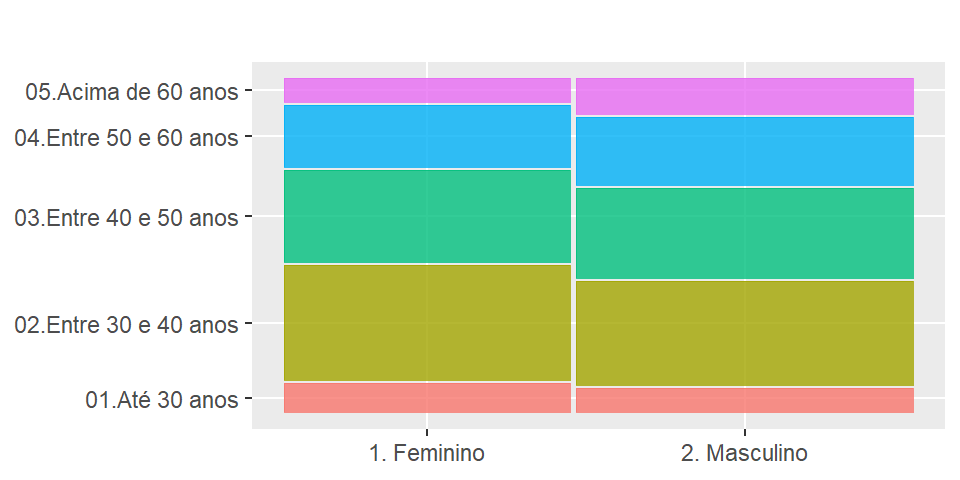 05.Acima de 60 anos
04.Entre 50 e 60 anos
03.Entre 40 e 50 anos
02.Entre 30 e 40 anos
01.Até 30 anos
1. Feminino
2. Masculino